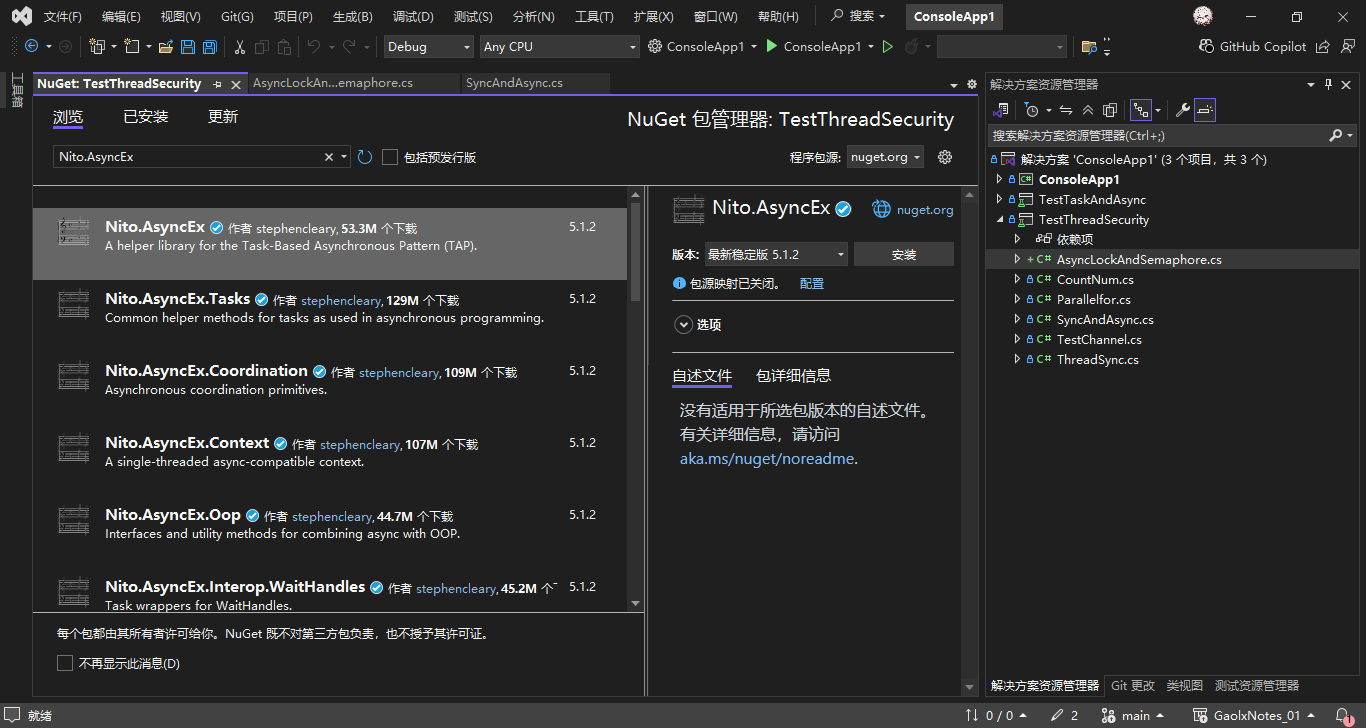 文件(F) 编辑(E) 视图(V) Git(G) 项目(P) 生成(B) 调试(D) 测试(S) 分析(N) 工具(T) 扩展(X) 窗口(W) 帮助(H) 搜索 ConsoleApp1
Debug Any CPU ConsoleApp1 ConsoleApp1 GitHub Copilot
工具箱
NuGet: TestThreadSecurity AsyncLockAn...emaphore.cs SyncAndAsync.cs
浏览 已安装 更新
NuGet 包管理器: TestThreadSecurity
Nito.AsyncEx 包括预发行版 程序包源: nuget.org
Nito.AsyncEx 作者 stephencleary, 53.3M 个下载 5.1.2
A helper library for the Task-Based Asynchronous Pattern (TAP).
Nito.AsyncEx.Tasks 作者 stephencleary, 129M 个下载 5.1.2
Common helper methods for tasks as used in asynchronous programming.
Nito.AsyncEx.Coordination 作者 stephencleary, 109M 个下载 5.1.2
Asynchronous coordination primitives.
Nito.AsyncEx.Context 作者 stephencleary, 107M 个下载 5.1.2
A single-threaded async-compatible context.
Nito.AsyncEx.Oop 作者 stephencleary, 44.7M 个下载 5.1.2
Interfaces and utility methods for combining async with OOP.
Nito.AsyncEx.Interop.WaitHandles 作者 stephencleary, 45.2M 个 5.1.2
Task wrappers for WaitHandles.
每个包都由其所有者许可给你。NuGet 既不对第三方包负责，也不授予其许可证。
不再显示此消息(D)
Nito.AsyncEx nuget.org
版本: 最新稳定版 5.1.2 安装
包源映射已关闭。 配置
选项
自述文件 包详细信息
没有适用于所选包版本的自述文件。
有关详细信息，请访问
aka.ms/nuget/noreadme.
解决方案资源管理器
搜索解决方案资源管理器(Ctrl+;)
解决方案 'ConsoleApp1' (3 个项目，共 3 个)
C# ConsoleApp1
TestTaskAndAsync
TestThreadSecurity
依赖项
+ C# AsyncLockAndSemaphore.cs
C# CountNum.cs
C# Parallelfor.cs
C# SyncAndAsync.cs
C# TestChannel.cs
C# ThreadSync.cs
解决方案资源管理器 Git 更改 类视图 测试资源管理器
就绪 0 / 0 2 main GaolxNotes_01 1